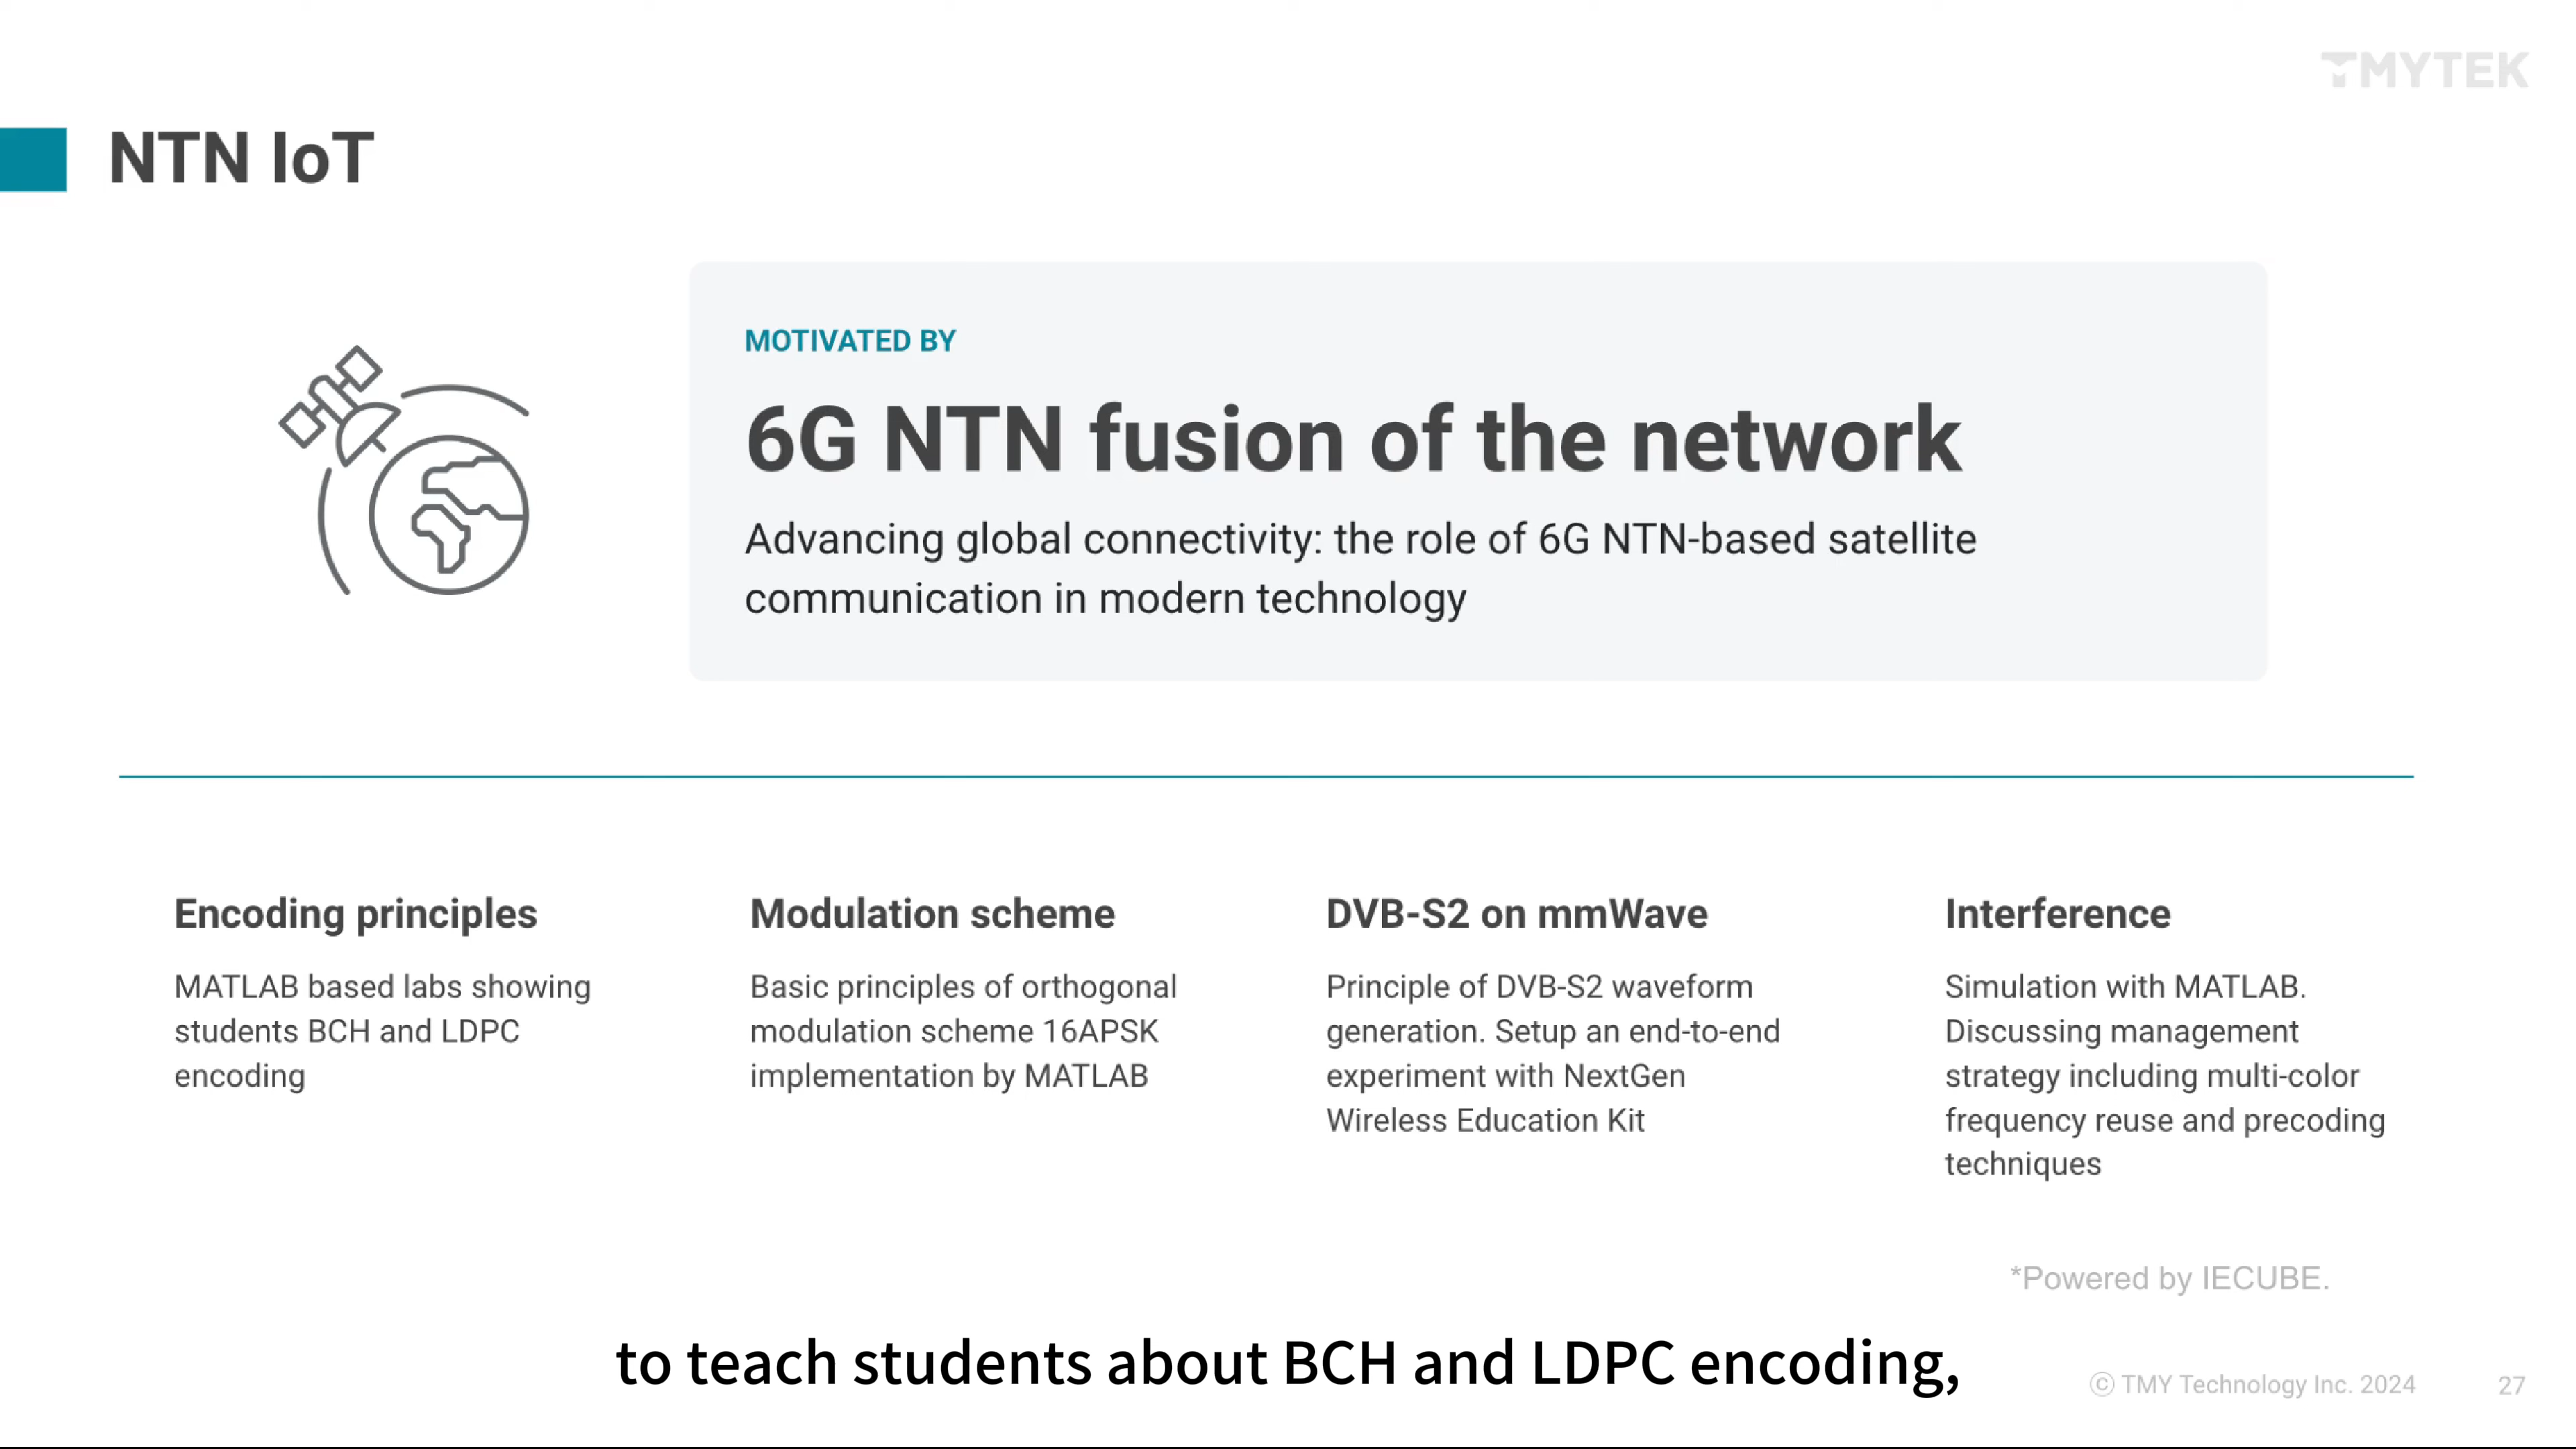 TMYTEK
NTN IoT
MOTIVATED BY
6G NTN fusion of the network
Advancing global connectivity: the role of 6G NTN-based satellite
communication in modern technology
Encoding principles
MATLAB based labs showing
students BCH and LDPC
encoding
Modulation scheme
Basic principles of orthogonal
modulation scheme 16APSK
implementation by MATLAB
DVB-S2 on mmWave
Principle of DVB-S2 waveform
generation. Setup an end-to-end
experiment with NextGen
Wireless Education Kit
Interference
Simulation with MATLAB.
Discussing management
strategy including multi-color
frequency reuse and precoding
techniques
*Powered by IECUBE.
to teach students about BCH and LDPC encoding,
© TMY Technology Inc. 2024
27